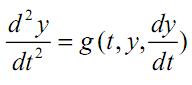 d²y/dt² = g(t, y, dy/dt)